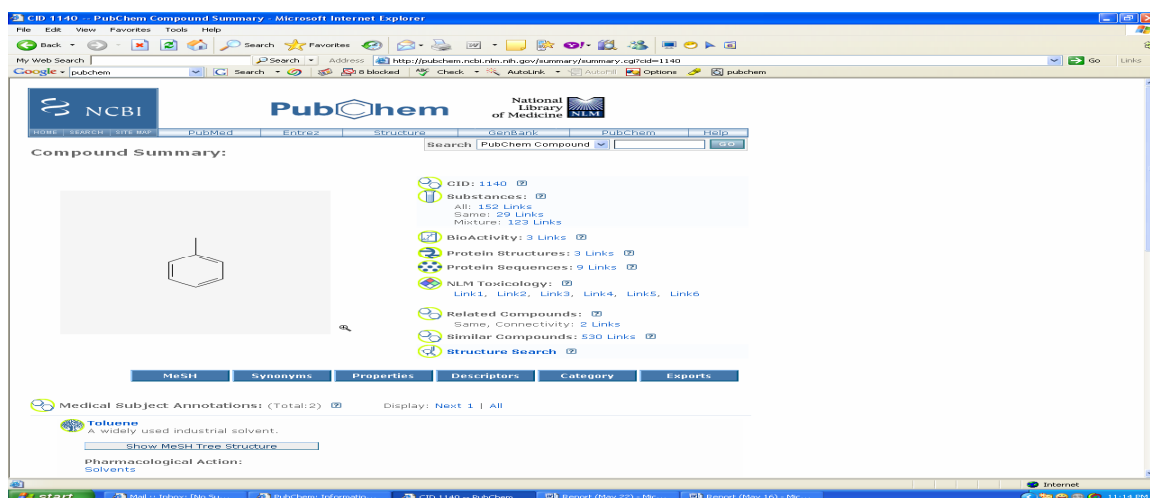 CID 1140 -- PubChem Compound Summary - Microsoft Internet Explorer
File Edit View Favorites Tools Help
Back Search Favorites
My Web Search Search Address http://pubchem.ncbi.nlm.nih.gov/summary/summary.cgi?cid=1140 Go Links
Google pubchem Search 8 blocked Check AutoLink AutoFill Options pubchem
NCBI PubChem National
Library
of Medicine NLM
HOME SEARCH SITE MAP PubMed Entrez Structure GenBank PubChem Help
Search PubChem Compound GO
Compound Summary:
CID: 1140
Substances:
All: 152 Links
Same: 29 Links
Mixture: 123 Links
BioActivity: 3 Links
Protein Structures: 3 Links
Protein Sequences: 9 Links
NLM Toxicology:
Link1, Link2, Link3, Link4, Link5, Link6
Related Compounds:
Same, Connectivity: 2 Links
Similar Compounds: 530 Links
Structure Search
MeSH Synonyms Properties Descriptors Category Exports
Medical Subject Annotations: (Total:2) Display: Next 1 | All
Toluene
A widely used industrial solvent.
Show MeSH Tree Structure
Pharmacological Action:
Solvents
Internet
start Mail :: Inbox: [No Su... PubChem: Informatio... CID 1140 -- PubChem... Report (May 22) - Mic... Report (May 16) - Mic... 11:14 PM